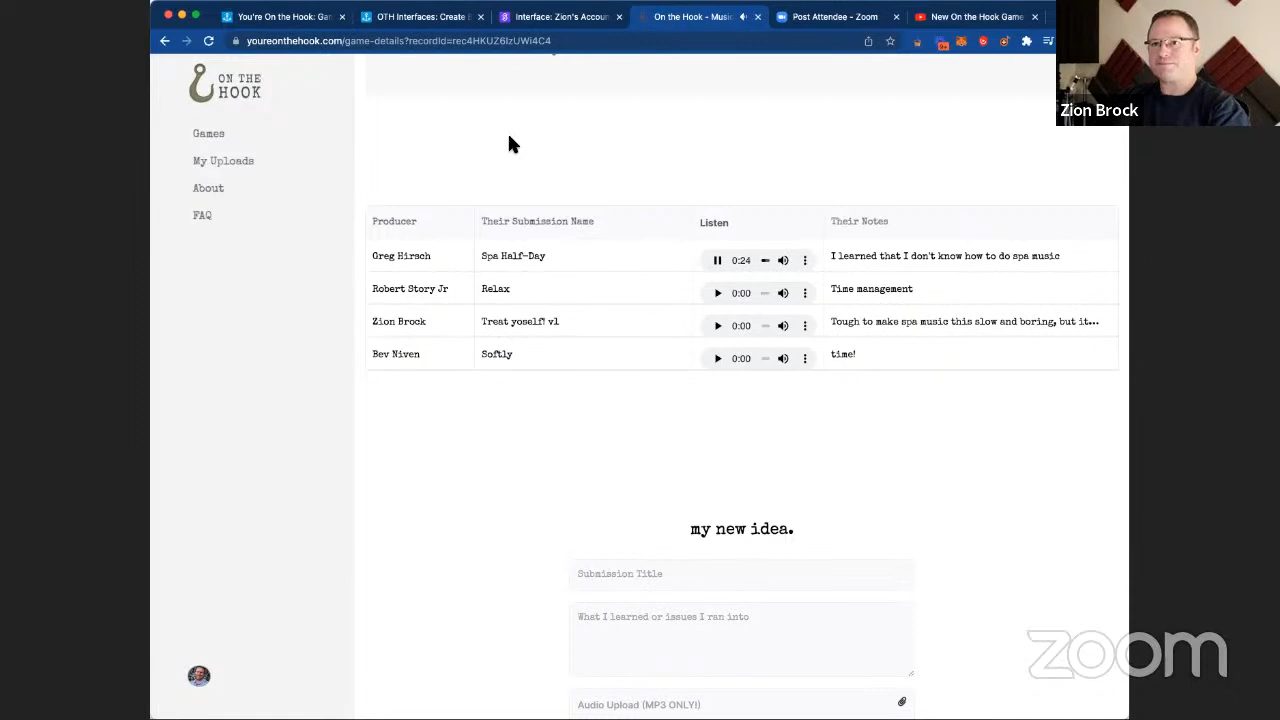 You're On the Hook: Gan
OTH Interfaces: Create E
Interface: Zion's Accoun
On the Hook - Music
Post Attendee - Zoom
New On the Hook Game
youreonthehook.com/game-details?recordId=rec4HKUZ6IzUWi4C4
Zion Brock
ON THE
HOOK
Games
My Uploads
About
FAQ
Producer Their Submission Name Listen Their Notes
Greg Hirsch Spa Half-Day 0:24 I learned that I don't know how to do spa music
Robert Story Jr Relax 0:00 Time management
Zion Brock Treat yoself! v1 0:00 Tough to make spa music this slow and boring, but it...
Bev Niven Softly 0:00 time!
my new idea.
Submission Title
What I learned or issues I ran into
Audio Upload (MP3 ONLY!)
zoom